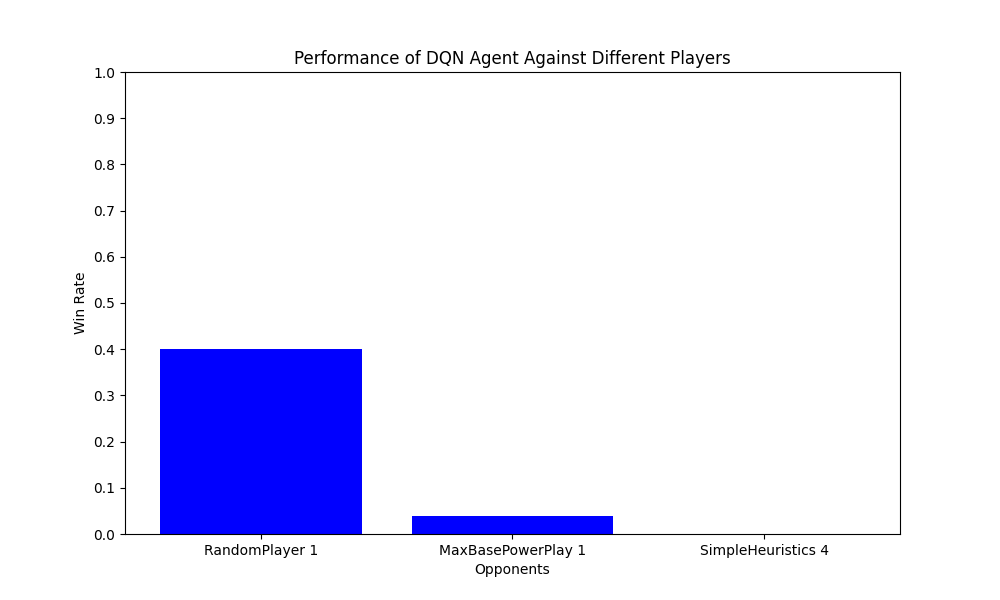 Performance of DQN Agent Against Different Players
1.0
0.9
0.8
0.7
0.6
0.5
0.4
0.3
0.2
0.1
0.0
Win Rate
RandomPlayer 1
MaxBasePowerPlay 1
SimpleHeuristics 4
Opponents